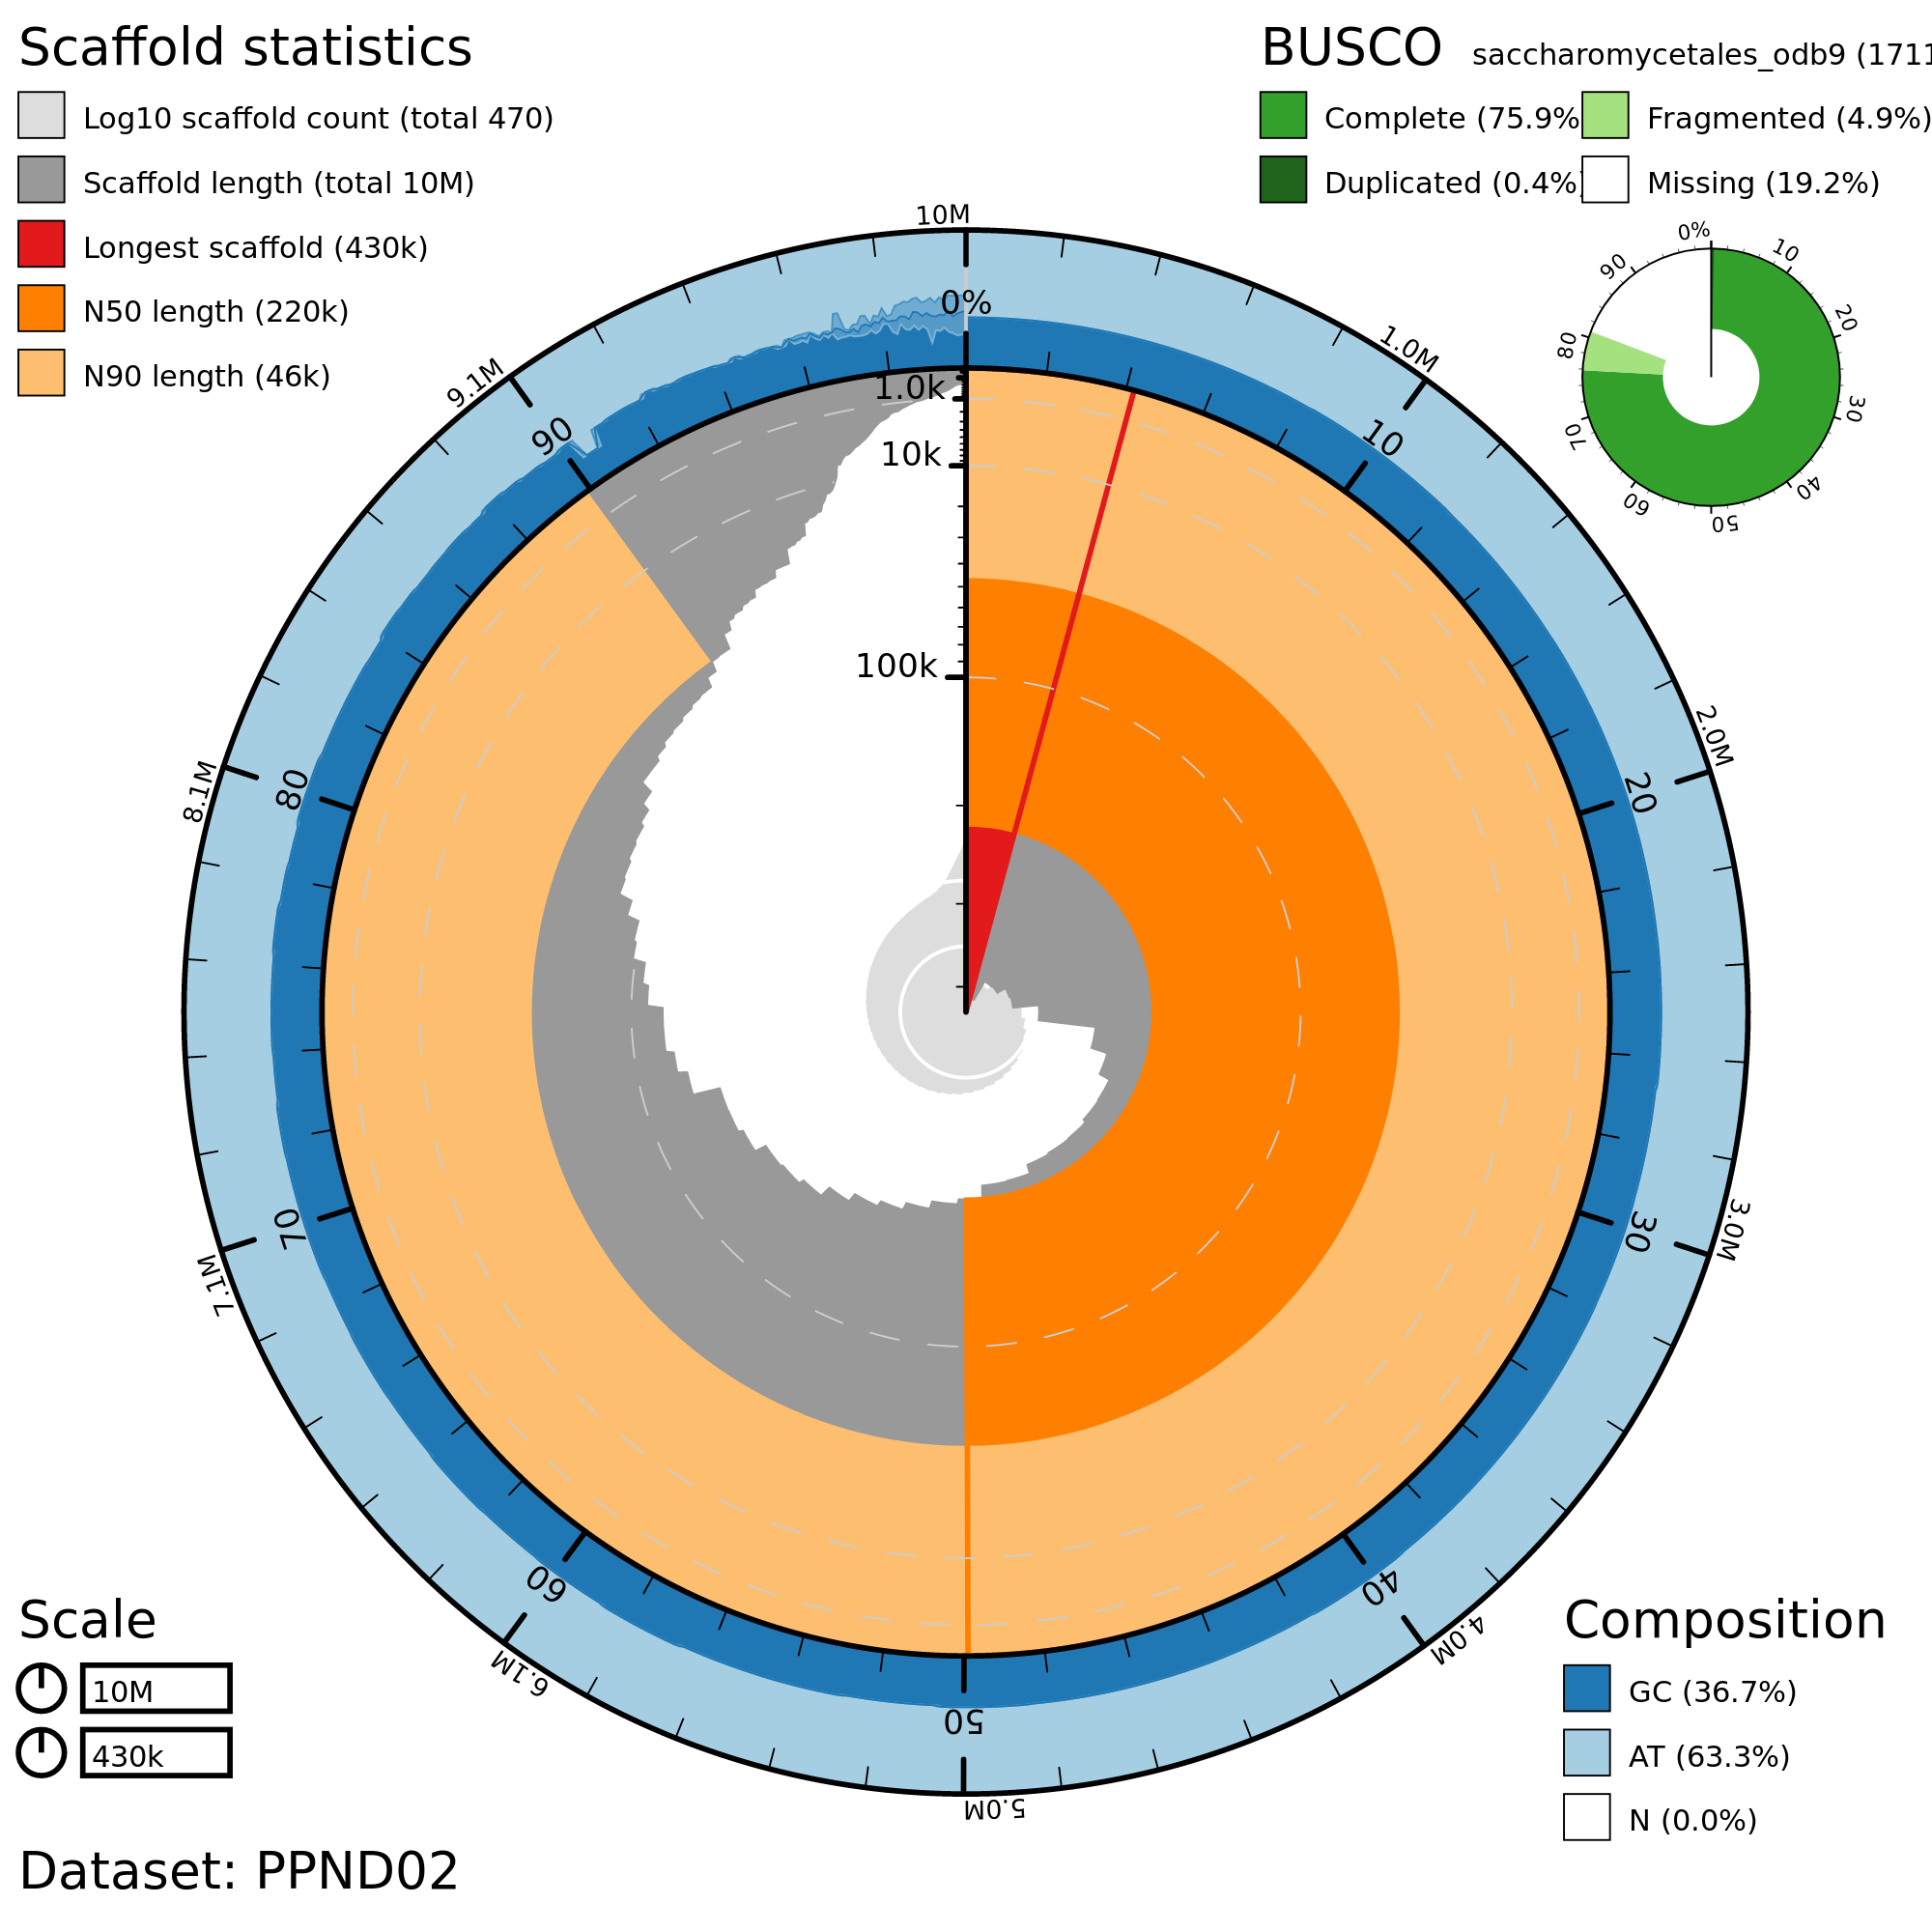 Scaffold statistics
Log10 scaffold count (total 470)
Scaffold length (total 10M)
Longest scaffold (430k)
N50 length (220k)
N90 length (46k)
BUSCO saccharomycetales_odb9 (1711
Complete (75.9%
Fragmented (4.9%)
Duplicated (0.4%)
Missing (19.2%)
0%
10
20
30
40
50
60
70
80
90
10M
1.0M
2.0M
3.0M
4.0M
5.0M
6.1M
7.1M
8.1M
9.1M
0%
10
20
30
40
50
60
70
80
90
1.0k
10k
100k
Scale
10M
430k
Composition
GC (36.7%)
AT (63.3%)
N (0.0%)
Dataset: PPND02